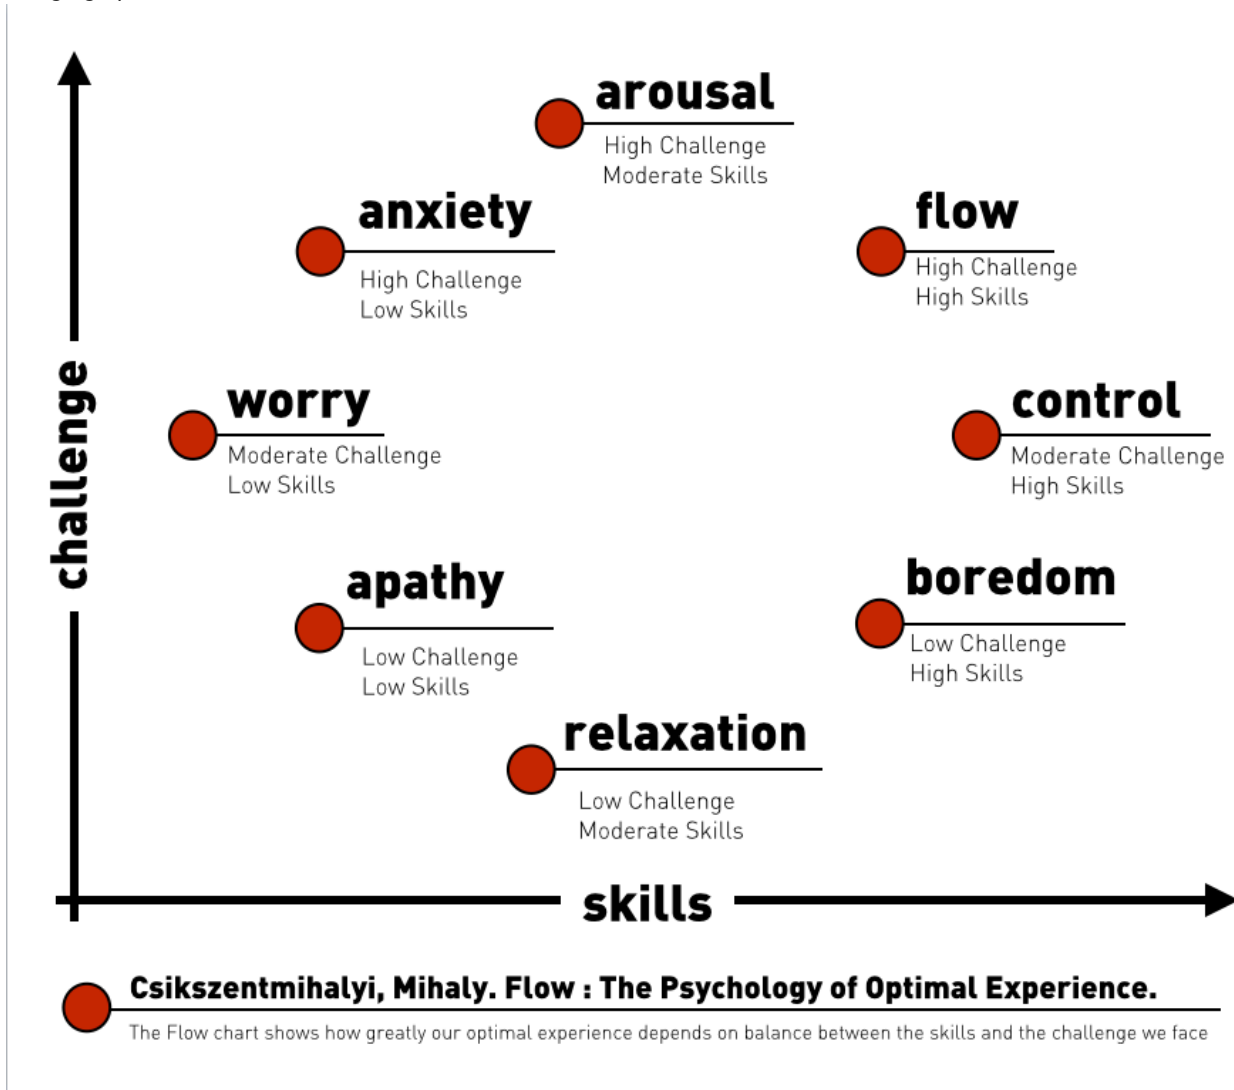 arousal
High Challenge
Moderate Skills
anxiety
High Challenge
Low Skills
flow
High Challenge
High Skills
challenge
worry
Moderate Challenge
Low Skills
control
Moderate Challenge
High Skills
apathy
Low Challenge
Low Skills
boredom
Low Challenge
High Skills
relaxation
Low Challenge
Moderate Skills
skills
Csikszentmihalyi, Mihaly. Flow : The Psychology of Optimal Experience.
The Flow chart shows how greatly our optimal experience depends on balance between the skills and the challenge we face